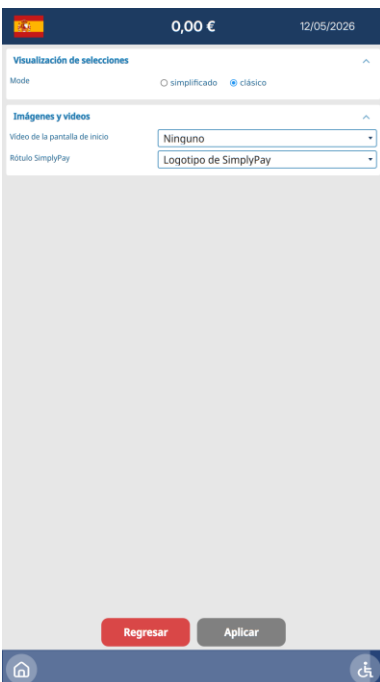 0,00 €
12/05/2026
Visualización de selecciones
Mode
simplificado
clásico
Imágenes y videos
Vídeo de la pantalla de inicio
Ninguno
Rótulo SimplyPay
Logotipo de SimplyPay
Regresar
Aplicar